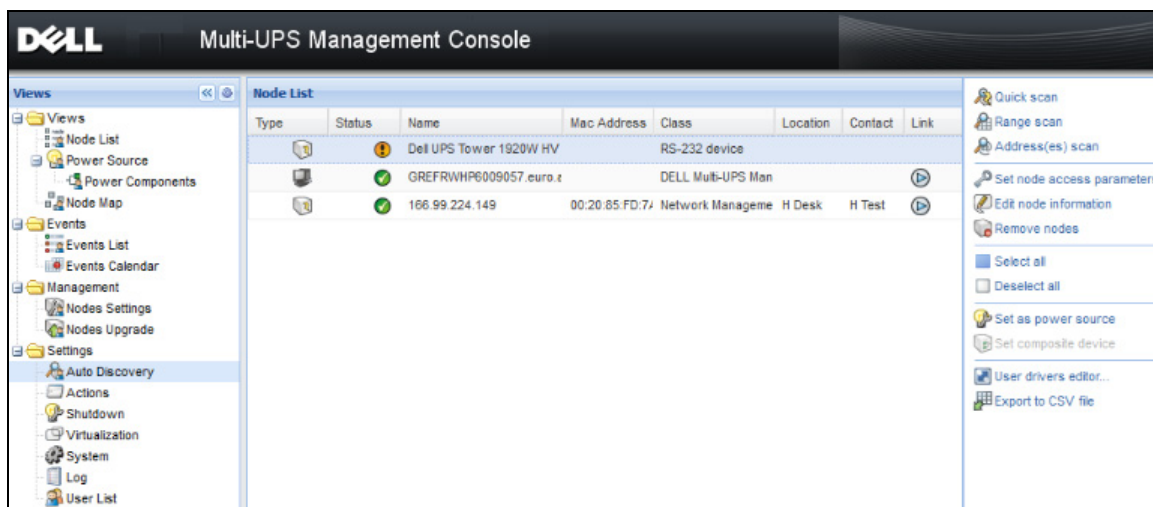 DELL Multi-UPS Management Console
Views
Views
Node List
Power Source
Power Components
Node Map
Events
Events List
Events Calendar
Management
Nodes Settings
Nodes Upgrade
Settings
Auto Discovery
Actions
Shutdown
Virtualization
System
Log
User List
Node List
Type Status Name Mac Address Class Location Contact Link
Dell UPS Tower 1920W HV RS-232 device
GREFRWHP6009057.euro. DELL Multi-UPS Man
166.99.224.149 00:20:85:FD:7 Network Manageme H Desk H Test
Quick scan
Range scan
Address(es) scan
Set node access parameter
Edit node information
Remove nodes
Select all
Deselect all
Set as power source
Set composite device
User drivers editor...
Export to CSV file